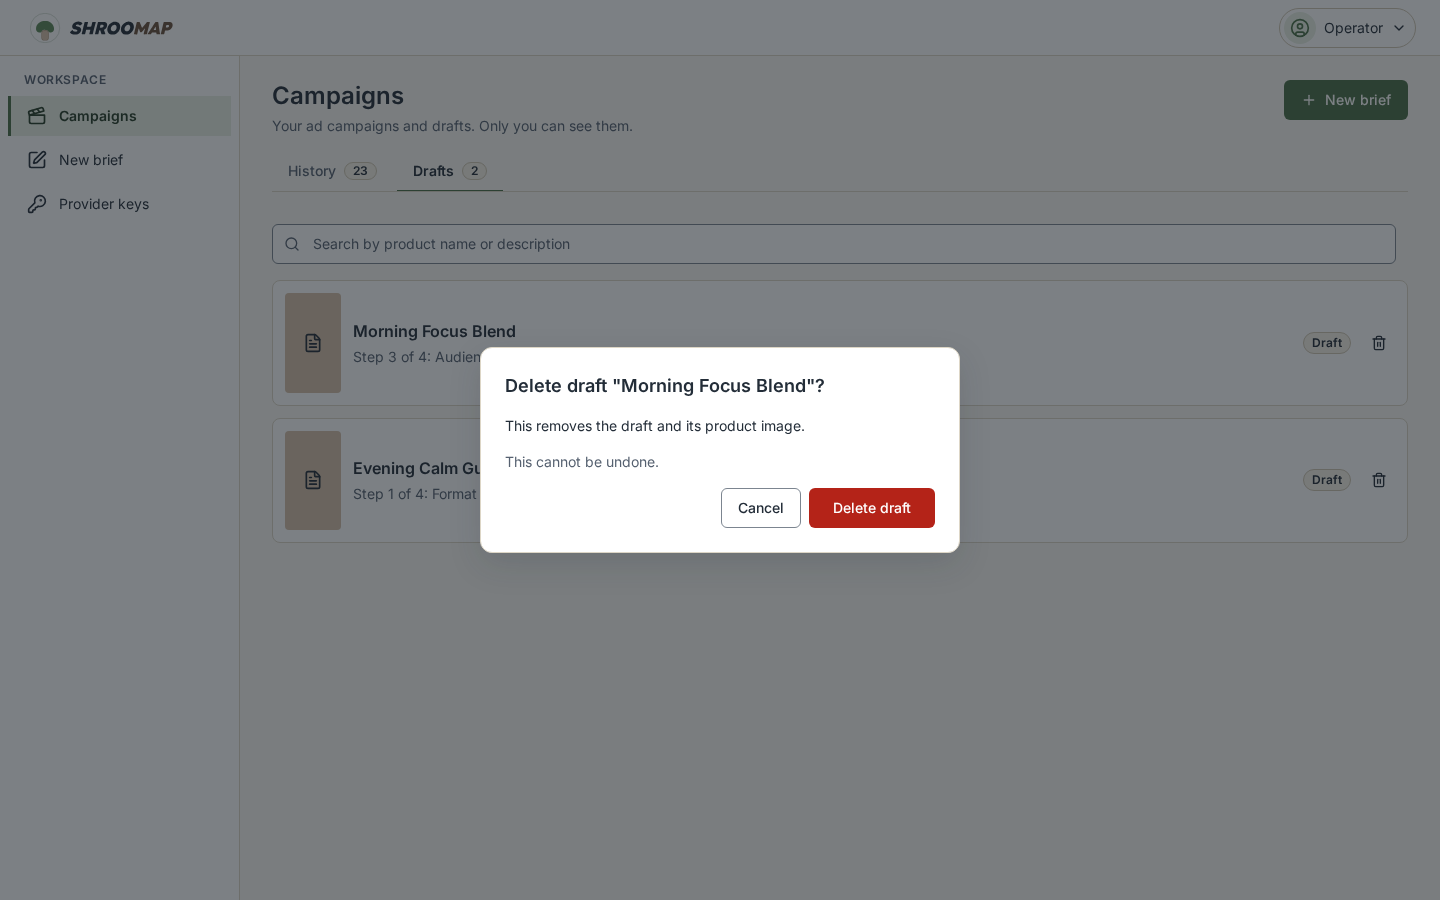 SHROOMAP
Operator
WORKSPACE
Campaigns
New brief
Provider keys
Campaigns
Your ad campaigns and drafts. Only you can see them.
New brief
History 23
Drafts 2
Search by product name or description
Morning Focus Blend
Step 3 of 4: Audien
Draft
Delete draft "Morning Focus Blend"?
This removes the draft and its product image.
This cannot be undone.
Cancel
Delete draft
Evening Calm Gu
Step 1 of 4: Format
Draft